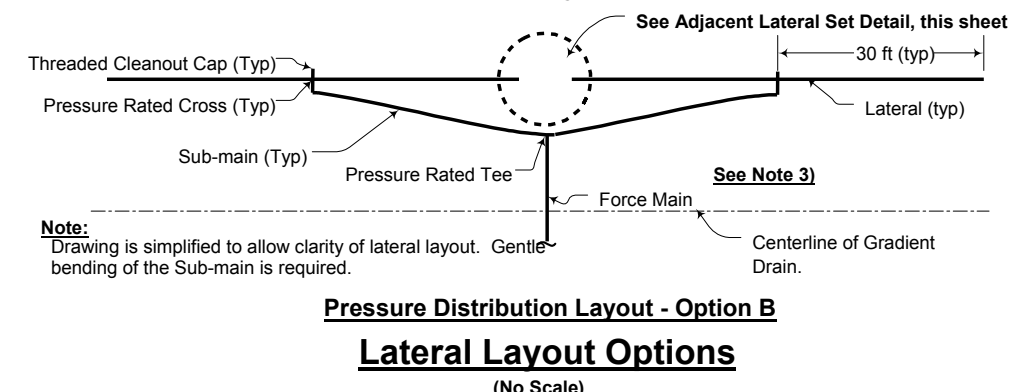 See Adjacent Lateral Set Detail, this sheet
30 ft (typ)
Threaded Cleanout Cap (Typ)
Pressure Rated Cross (Typ)
Lateral (typ)
Sub-main (Typ)
Pressure Rated Tee
See Note 3)
Force Main
Note:
Drawing is simplified to allow clarity of lateral layout. Gentle
bending of the Sub-main is required.
Centerline of Gradient
Drain.
Pressure Distribution Layout - Option B
Lateral Layout Options
(No Scale)